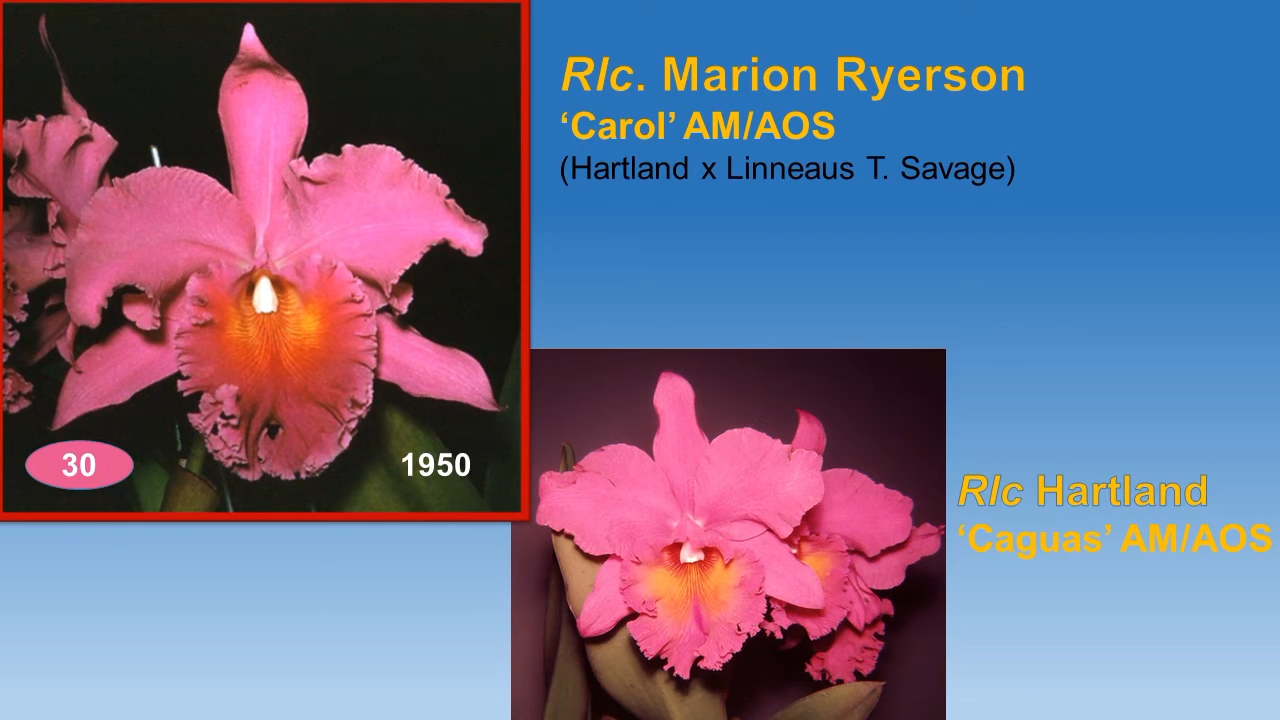 Rlc. Marion Ryerson
‘Carol’ AM/AOS
(Hartland x Linneaus T. Savage)
30
1950
Rlc Hartland
‘Caguas’ AM/AOS